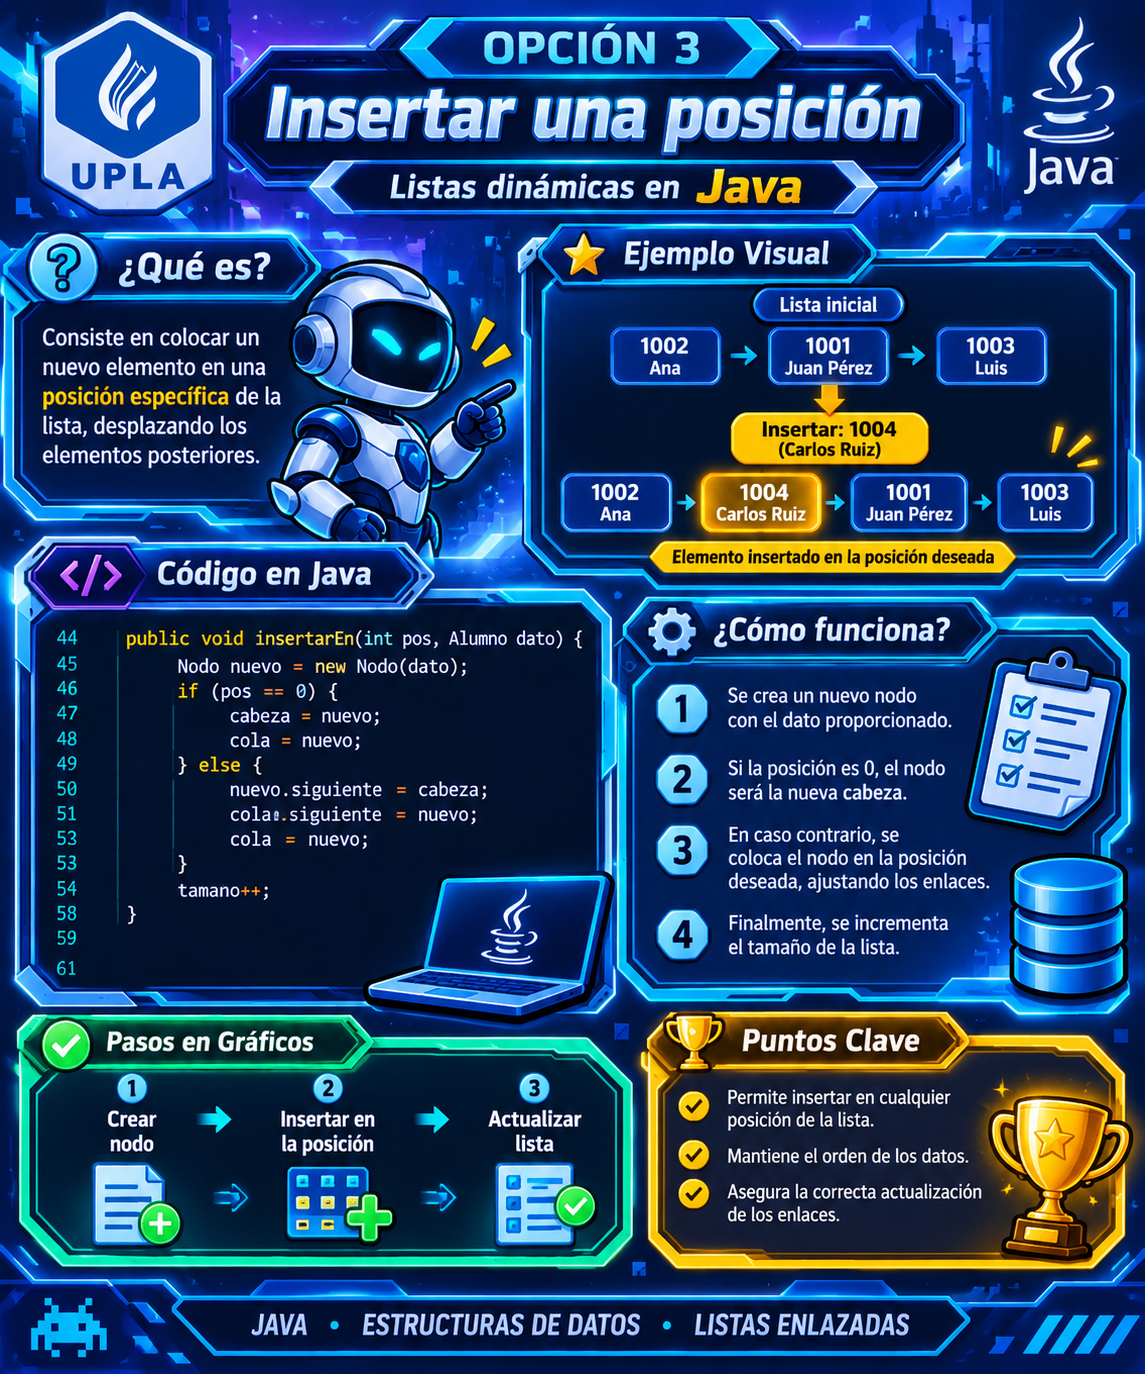 UPLA
OPCIÓN 3
Insertar una posición
Listas dinámicas en Java
Java
¿Qué es?
Consiste en colocar un
nuevo elemento en una
posición específica de la
lista, desplazando los
elementos posteriores.
Ejemplo Visual
Lista inicial
1002
Ana
1001
Juan Pérez
1003
Luis
Insertar: 1004
(Carlos Ruiz)
1002
Ana
1004
Carlos Ruiz
1001
Juan Pérez
1003
Luis
Elemento insertado en la posición deseada
</> Código en Java
44 public void insertarEn(int pos, Alumno dato) {
45 Nodo nuevo = new Nodo(dato);
46 if (pos == 0) {
47 cabeza = nuevo;
48 cola = nuevo;
49 } else {
50 nuevo.siguiente = cabeza;
51 cola.siguiente = nuevo;
53 cola = nuevo;
53 }
54 tamano++;
58 }
59
61
¿Cómo funciona?
1 Se crea un nuevo nodo
con el dato proporcionado.
2 Si la posición es 0, el nodo
será la nueva cabeza.
3 En caso contrario, se
coloca el nodo en la posición
deseada, ajustando los enlaces.
4 Finalmente, se incrementa
el tamaño de la lista.
Pasos en Gráficos
1
Crear
nodo
2
Insertar en
la posición
3
Actualizar
lista
Puntos Clave
Permite insertar en cualquier
posición de la lista.
Mantiene el orden de los datos.
Asegura la correcta actualización
de los enlaces.
JAVA • ESTRUCTURAS DE DATOS • LISTAS ENLAZADAS